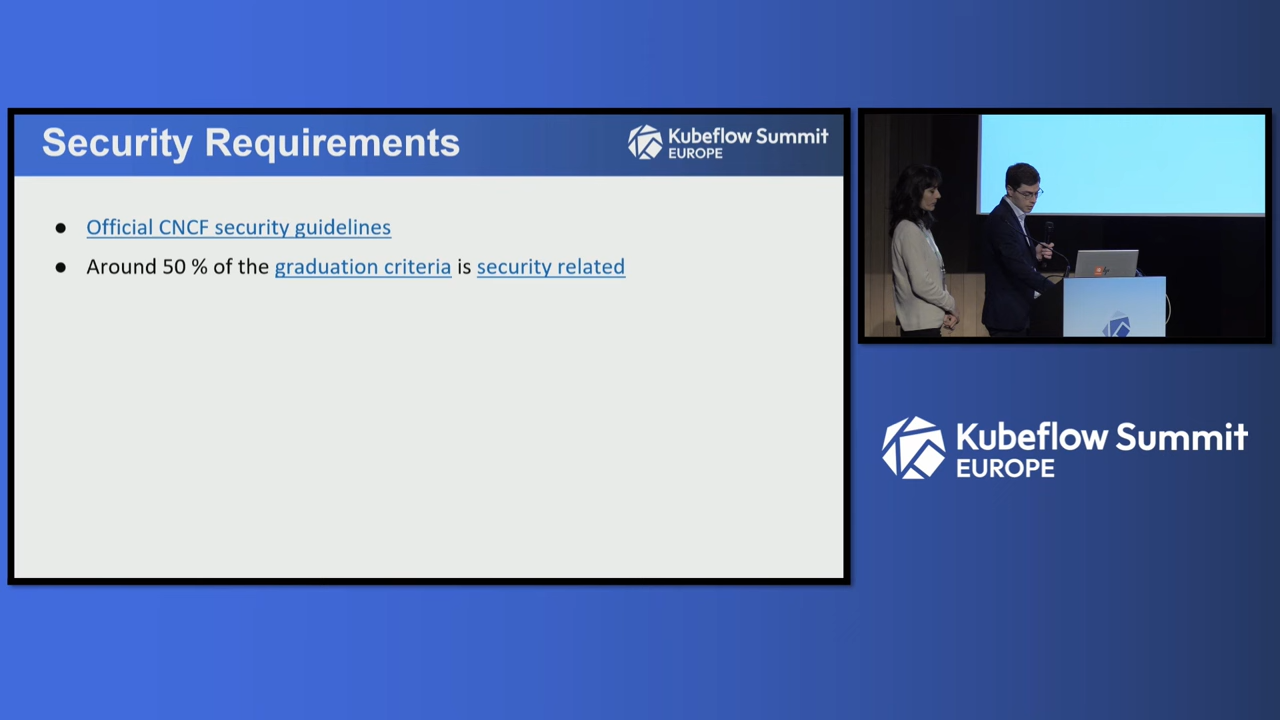 Security Requirements
Kubeflow Summit
EUROPE
● Official CNCF security guidelines
● Around 50 % of the graduation criteria is security related
Kubeflow Summit
EUROPE